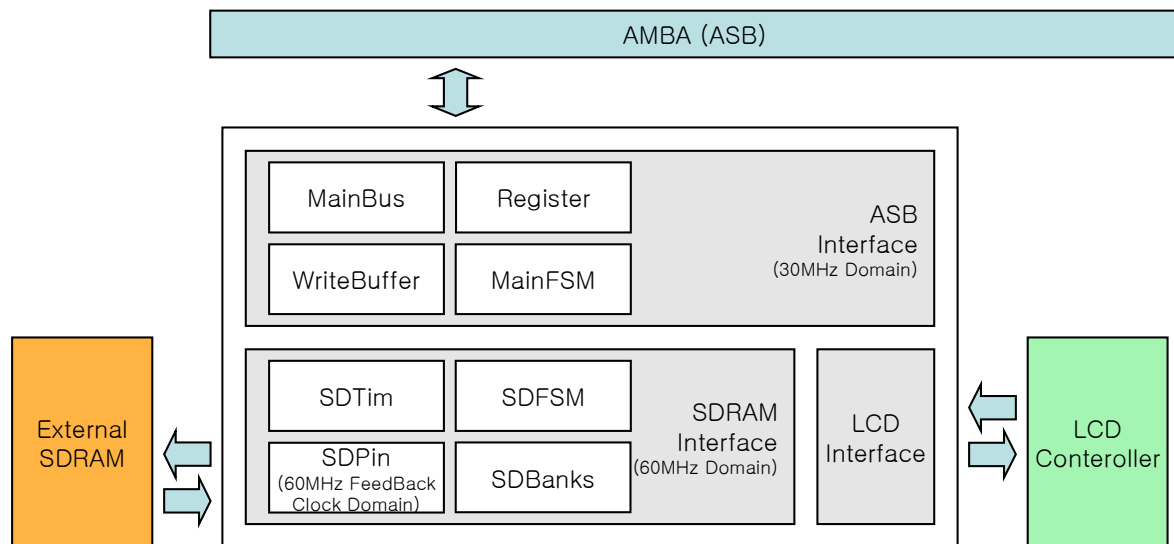 AMBA (ASB)
MainBus
Register
WriteBuffer
MainFSM
ASB
Interface
(30MHz Domain)
External
SDRAM
SDTim
SDFSM
SDPin
(60MHz FeedBack
Clock Domain)
SDBanks
SDRAM
Interface
(60MHz Domain)
LCD
Interface
LCD
Conteroller